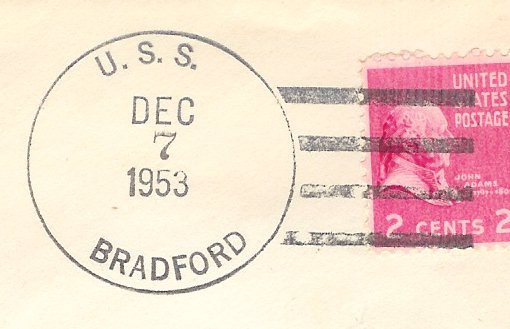 U. S. S.
DEC
7
1953
BRADFORD
UNITED
STATES
POSTAGE
JOHN
ADAMS
2 CENTS 2